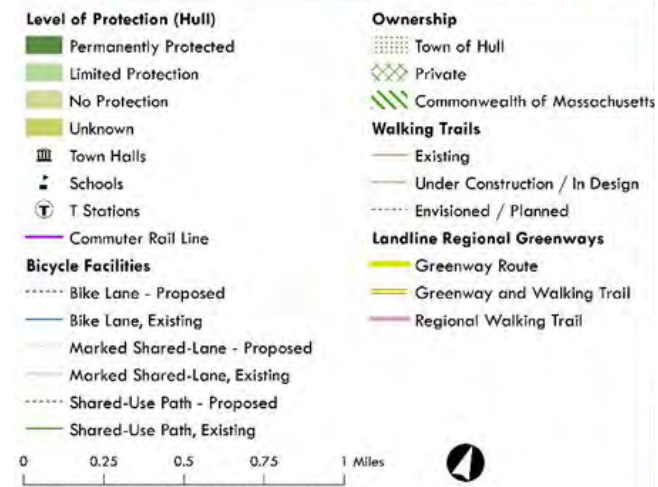 Level of Protection (Hull)
Permanently Protected
Limited Protection
No Protection
Unknown
Town Halls
Schools
T
T Stations
Commuter Rail Line
Bicycle Facilities
Bike Lane - Proposed
Bike Lane, Existing
Marked Shared-Lane - Proposed
Marked Shared-Lane, Existing
Shared-Use Path - Proposed
Shared-Use Path, Existing
Ownership
Town of Hull
Private
Commonwealth of Massachusetts
Walking Trails
Existing
Under Construction / In Design
Envisioned / Planned
Landline Regional Greenways
Greenway Route
Greenway and Walking Trail
Regional Walking Trail
0 0.25 0.5 0.75 1 Miles